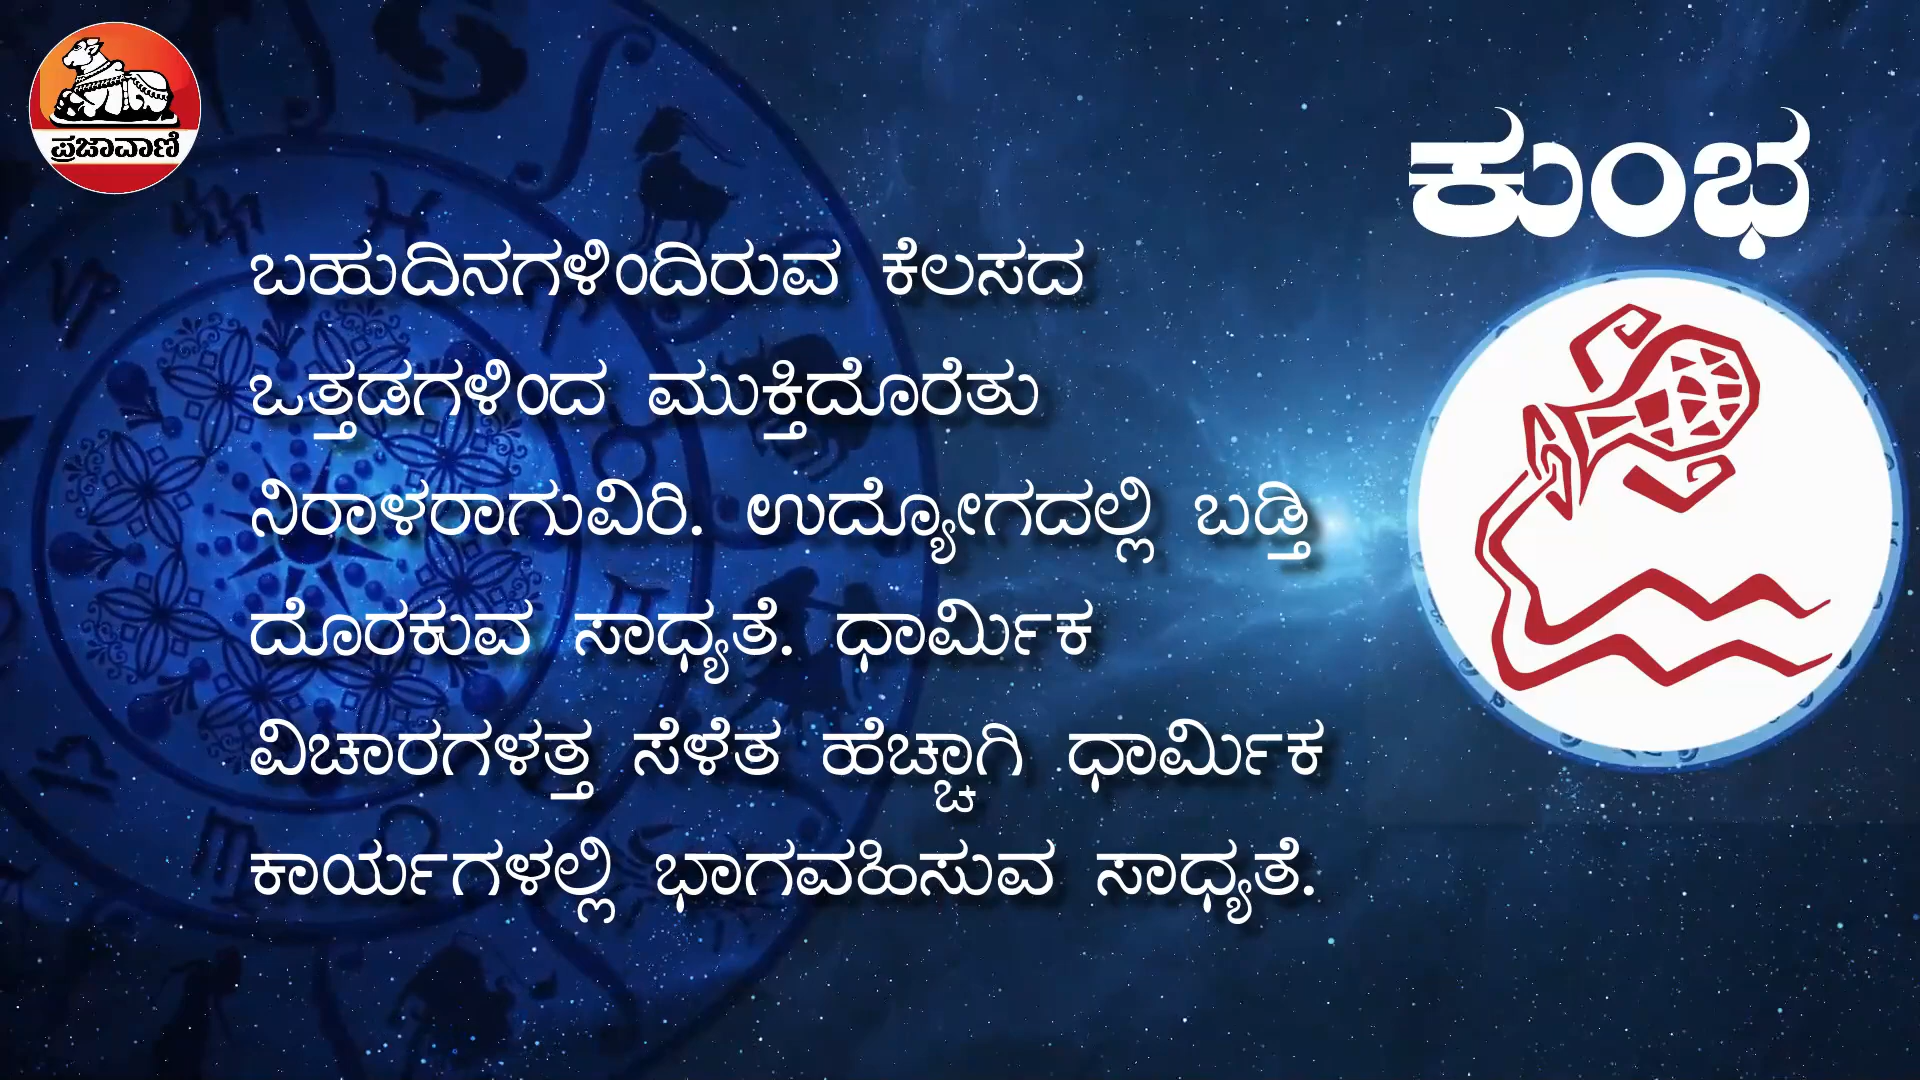 ಪ್ರಜಾವಾಣಿ
ಕುಂಭ
ಬಹುದಿನಗಳಿಂದಿರುವ ಕೆಲಸದ
ಒತ್ತಡಗಳಿಂದ ಮುಕ್ತಿದೊರೆತು
ನಿರಾಳರಾಗುವಿರಿ. ಉದ್ಯೋಗದಲ್ಲಿ ಬಡ್ತಿ
ದೊರಕುವ ಸಾಧ್ಯತೆ. ಧಾರ್ಮಿಕ
ವಿಚಾರಗಳತ್ತ ಸೆಳೆತ ಹೆಚ್ಚಾಗಿ ಧಾರ್ಮಿಕ
ಕಾರ್ಯಗಳಲ್ಲಿ ಭಾಗವಹಿಸುವ ಸಾಧ್ಯತೆ.